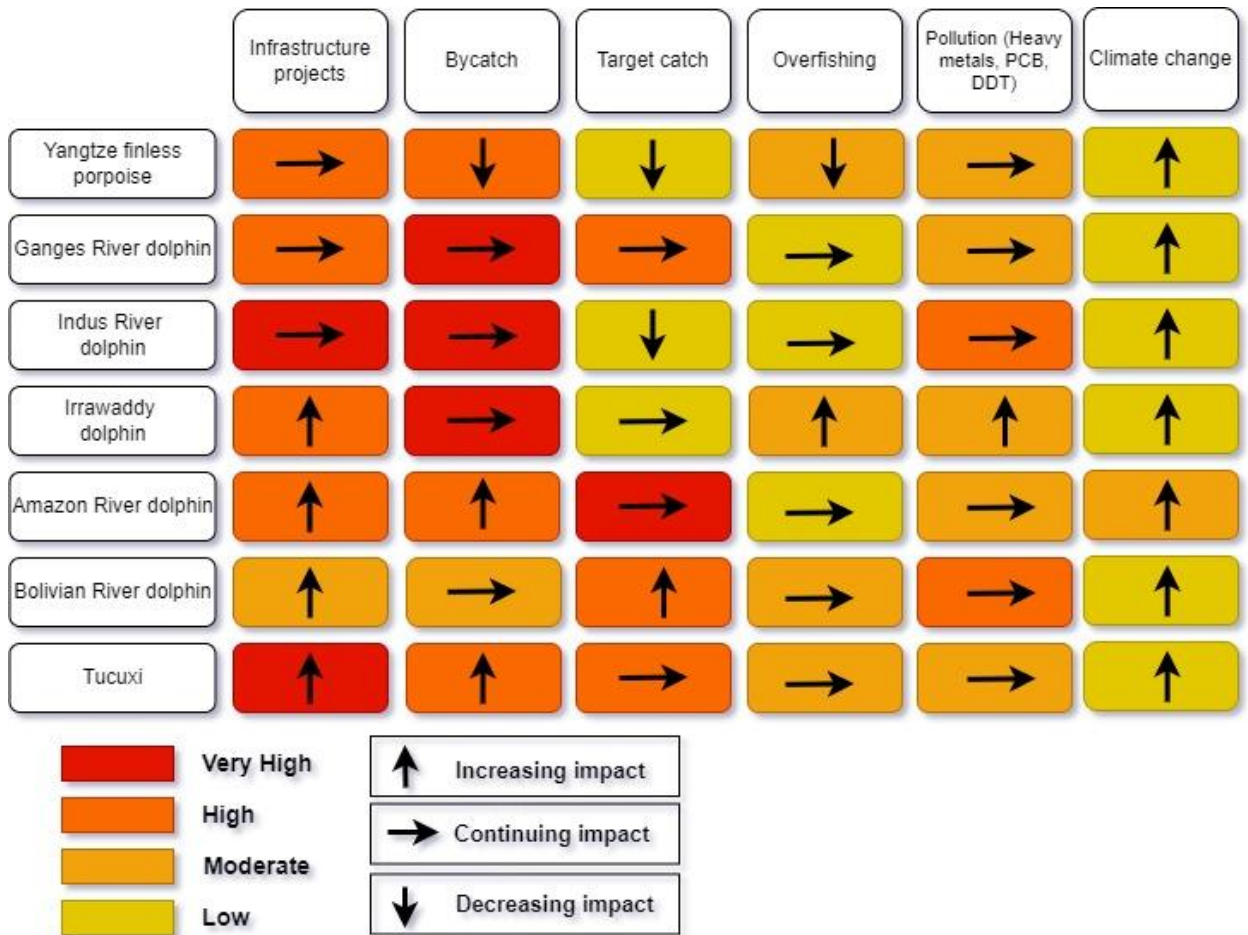 Infrastructure
projects
Bycatch
Target catch
Overfishing
Pollution (Heavy
metals, PCB,
DDT)
Climate change
Yangtze finless
porpoise
Ganges River dolphin
Indus River
dolphin
Irrawaddy
dolphin
Amazon River dolphin
Bolivian River dolphin
Tucuxi
Very High
High
Moderate
Low
Increasing impact
Continuing impact
Decreasing impact